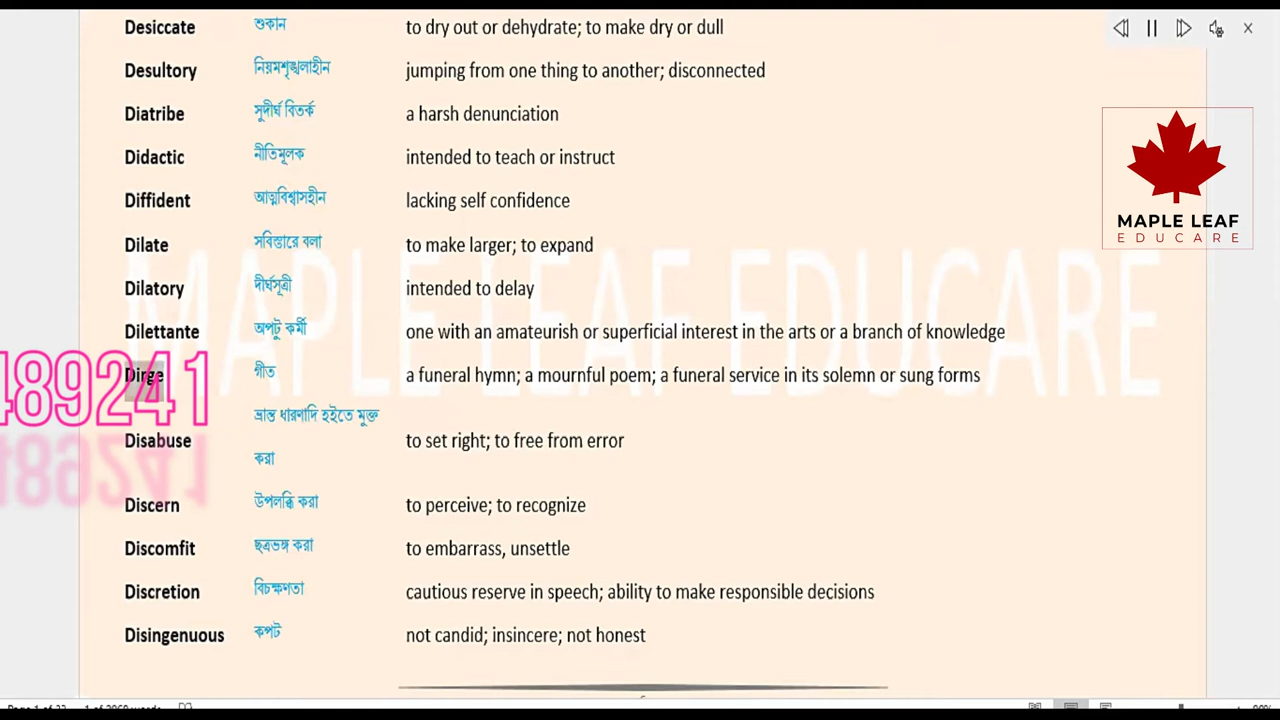 Desiccate শুকান to dry out or dehydrate; to make dry or dull
Desultory নিয়মশৃঙ্খলাহীন jumping from one thing to another; disconnected
Diatribe সুদীর্ঘ বিতর্ক a harsh denunciation
Didactic নীতিমূলক intended to teach or instruct
Diffident আত্মবিশ্বাসহীন lacking self confidence
Dilate সবিস্তারে বলা to make larger; to expand
Dilatory দীর্ঘসূত্রী intended to delay
Dilettante অপটু কর্মী one with an amateurish or superficial interest in the arts or a branch of knowledge
Dirge গীত a funeral hymn; a mournful poem; a funeral service in its solemn or sung forms
Disabuse ভ্রান্ত ধারণাদি হইতে মুক্ত করা to set right; to free from error
Discern উপলব্ধি করা to perceive; to recognize
Discomfit ছত্রভঙ্গ করা to embarrass, unsettle
Discretion বিচক্ষণতা cautious reserve in speech; ability to make responsible decisions
Disingenuous কপট not candid; insincere; not honest
MAPLE LEAF
EDUCARE
MAPLE LEAF EDUCARE
489241